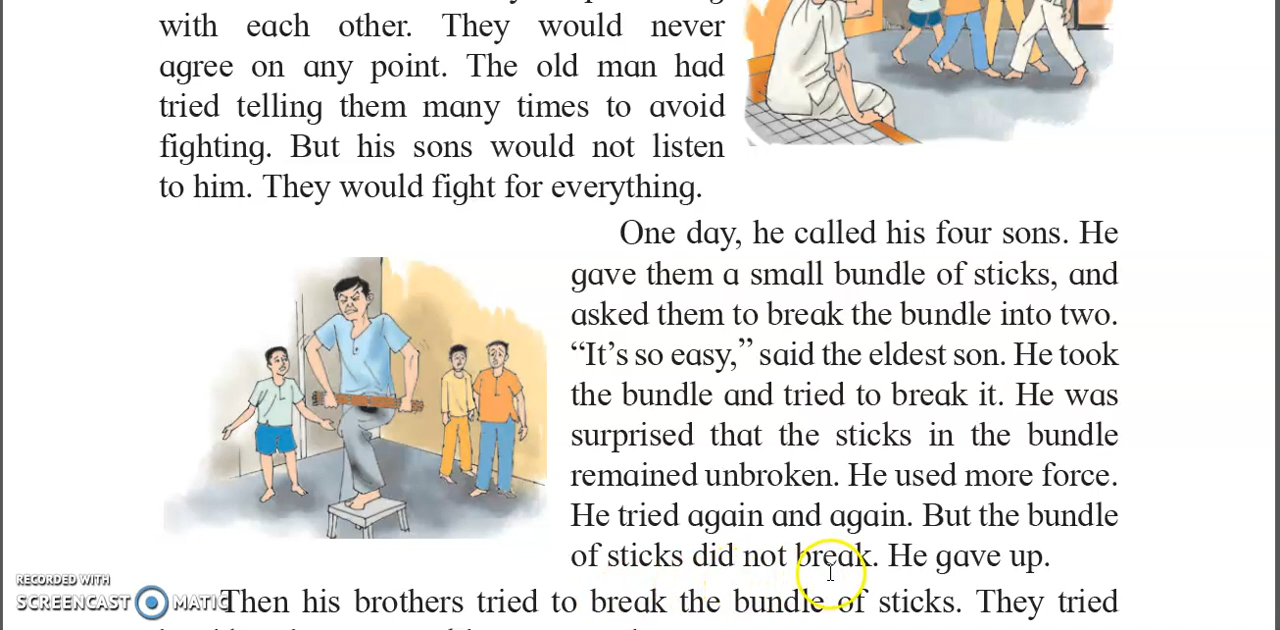 with each other. They would never
agree on any point. The old man had
tried telling them many times to avoid
fighting. But his sons would not listen
to him. They would fight for everything.
One day, he called his four sons. He
gave them a small bundle of sticks, and
asked them to break the bundle into two.
“It’s so easy,” said the eldest son. He took
the bundle and tried to break it. He was
surprised that the sticks in the bundle
remained unbroken. He used more force.
He tried again and again. But the bundle
of sticks did not break. He gave up.
Then his brothers tried to break the bundle of sticks. They tried
RECORDED WITH
SCREENCAST MATIC